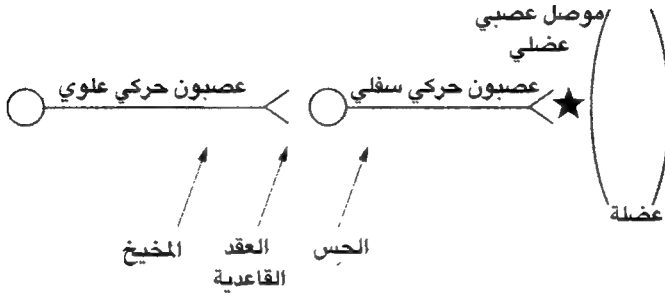 موصل عصبي
عضلي
عصبون حركي سفلي
عصبون حركي علوي
عضلة
الحس
العقد
القاعدية
المخيخ